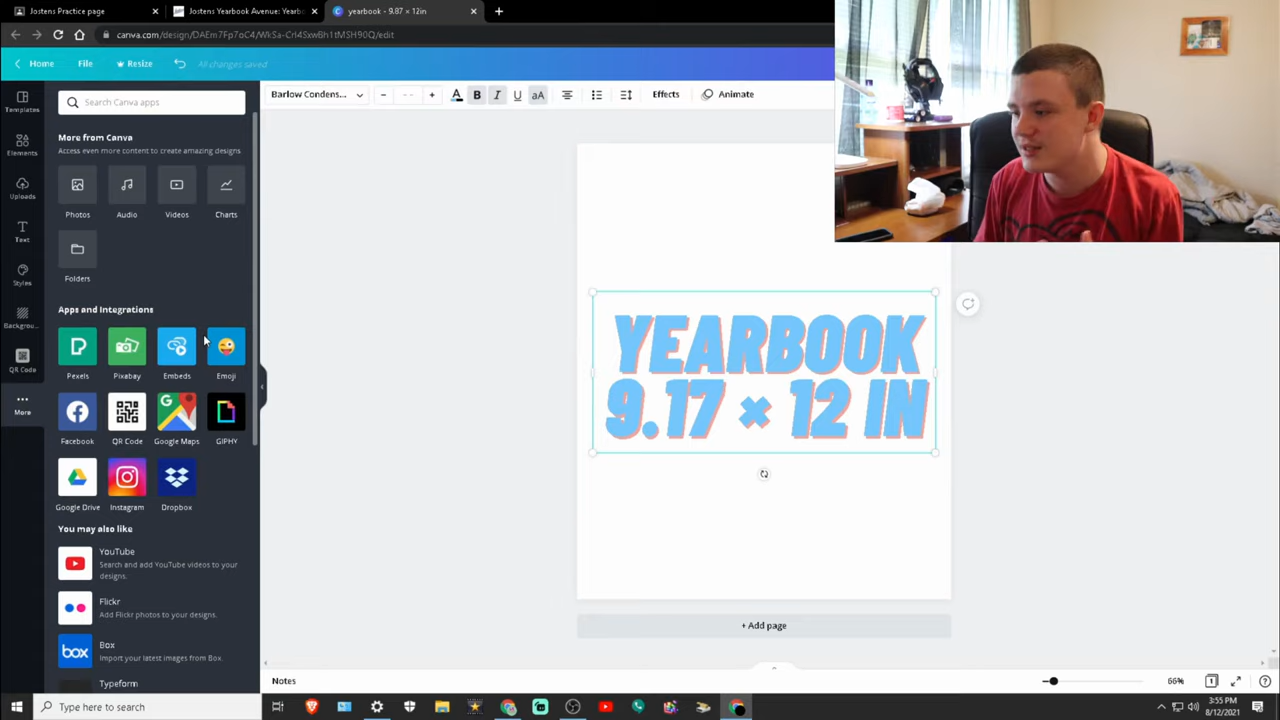 Jostens Practice page
Jostens Yearbook Avenue: Yearbo
yearbook - 9.87 × 12in
canva.com/design/DAEm7Fp7oC4/WkSa-CrI4SxwBh1tMSH90Q/edit
Home
File
Resize
All changes saved
Templates
Elements
Uploads
Text
Styles
Backgrou...
QR Code
More
Search Canva apps
More from Canva
Access even more content to create amazing designs
Photos
Audio
Videos
Charts
Folders
Apps and Integrations
Pexels
Pixabay
Embeds
Emoji
Facebook
QR Code
Google Maps
GIPHY
Google Drive
Instagram
Dropbox
You may also like
YouTube
Search and add YouTube videos to your
designs.
Flickr
Add Flickr photos to your designs.
box
Box
Import your latest images from Box.
Typeform
Barlow Condens...
A
B
I
U
aA
Effects
Animate
YEARBOOK
9.17 × 12 IN
+ Add page
Notes
66%
1
Type here to search
3:55 PM
8/12/2021